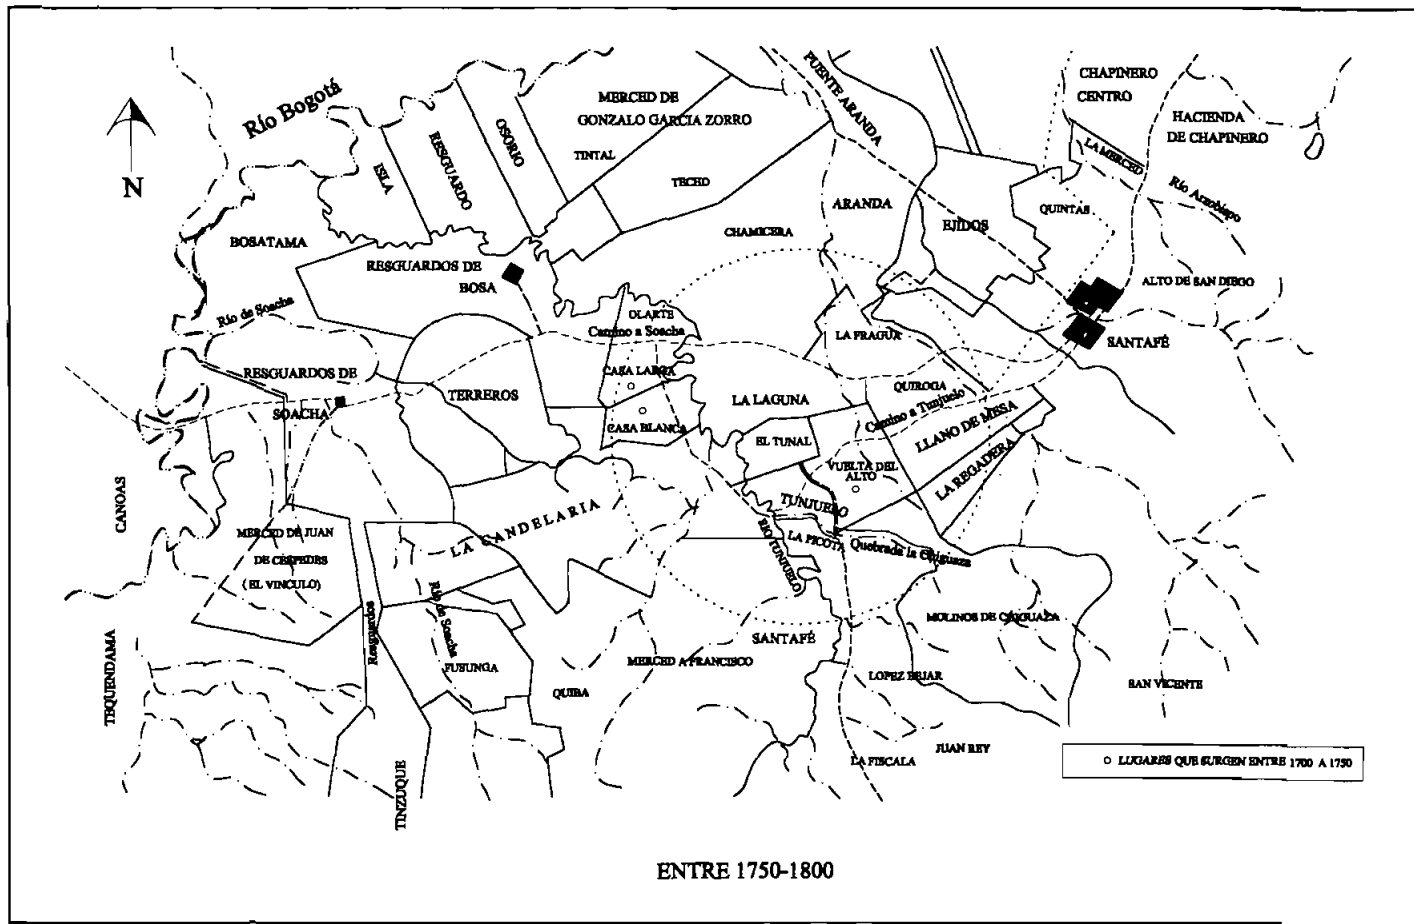 N
Río Bogotá
ISLA
RESGUARDO
OSORIO
MERCED DE
GONZALO GARCIA ZORRO
TINTAL
TECHO
PUENTE ARANDA
CHAPINERO
CENTRO
HACIENDA
DE CHAPINERO
LA MERCED
Río Arzobispo
QUINTAS
EJIDOS
ARANDA
CHAMICERA
BOSATAMA
RESGUARDOS DE
BOSA
ALTO DE SAN DIEGO
SANTAFÉ
Río de Soacha
OLARTE
Camino a Soacha
LA FRAGUA
RESGUARDOS DE
SOACHA
TERREROS
CASA LARGA
CASA BLANCA
LA LAGUNA
QUIROGA
Camino a Tunjuelo
LLANO DE MESA
LA REGADERA
EL TUNAL
VUELTA DEL
ALTO
TUNJUELO
RIO TUNJUELO
LA PICOTA
Quebrada la Chiguaza
CANOAS
LA CANDELARIA
MERCED DE JUAN
DE CESPEDES
( EL VINCULO)
Resguardos
Río de Soacha
FUSUNGA
TEQUENDAMA
TINZUQUE
QUIBA
SANTAFÉ
MERCED A FRANCISCO
MOLINOS DE CHIGUAZA
LOPEZ BEJAR
SAN VICENTE
JUAN REY
LA FISCALA
LUGARES QUE SURGEN ENTRE 1700 A 1750
ENTRE 1750-1800